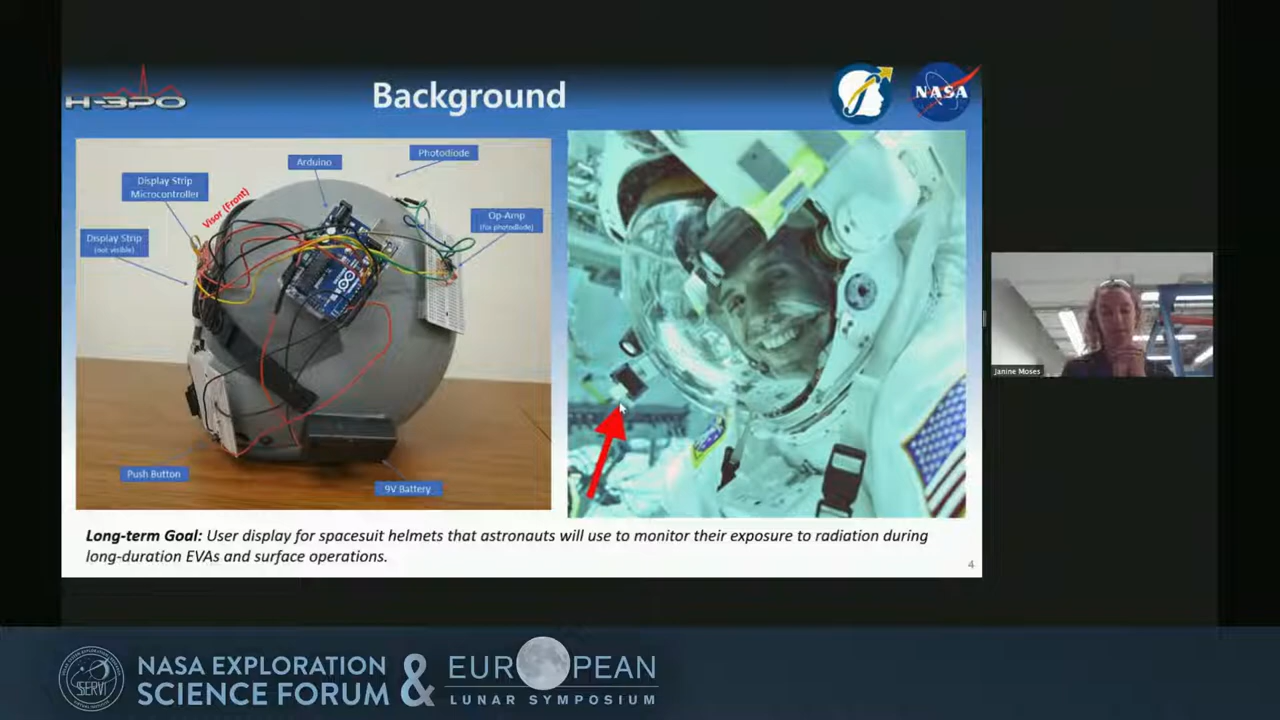 H-3PO
Background
NASA
Arduino
Photodiode
Display Strip
Microcontroller
Visor (Front)
Op-Amp
(for photodiode)
Display Strip
(not visible)
Push Button
9V Battery
Long-term Goal: User display for spacesuit helmets that astronauts will use to monitor their exposure to radiation during
long-duration EVAs and surface operations.
4
Janine Moses
SERVI
NASA EXPLORATION
SCIENCE FORUM
&
EUROPEAN
LUNAR SYMPOSIUM